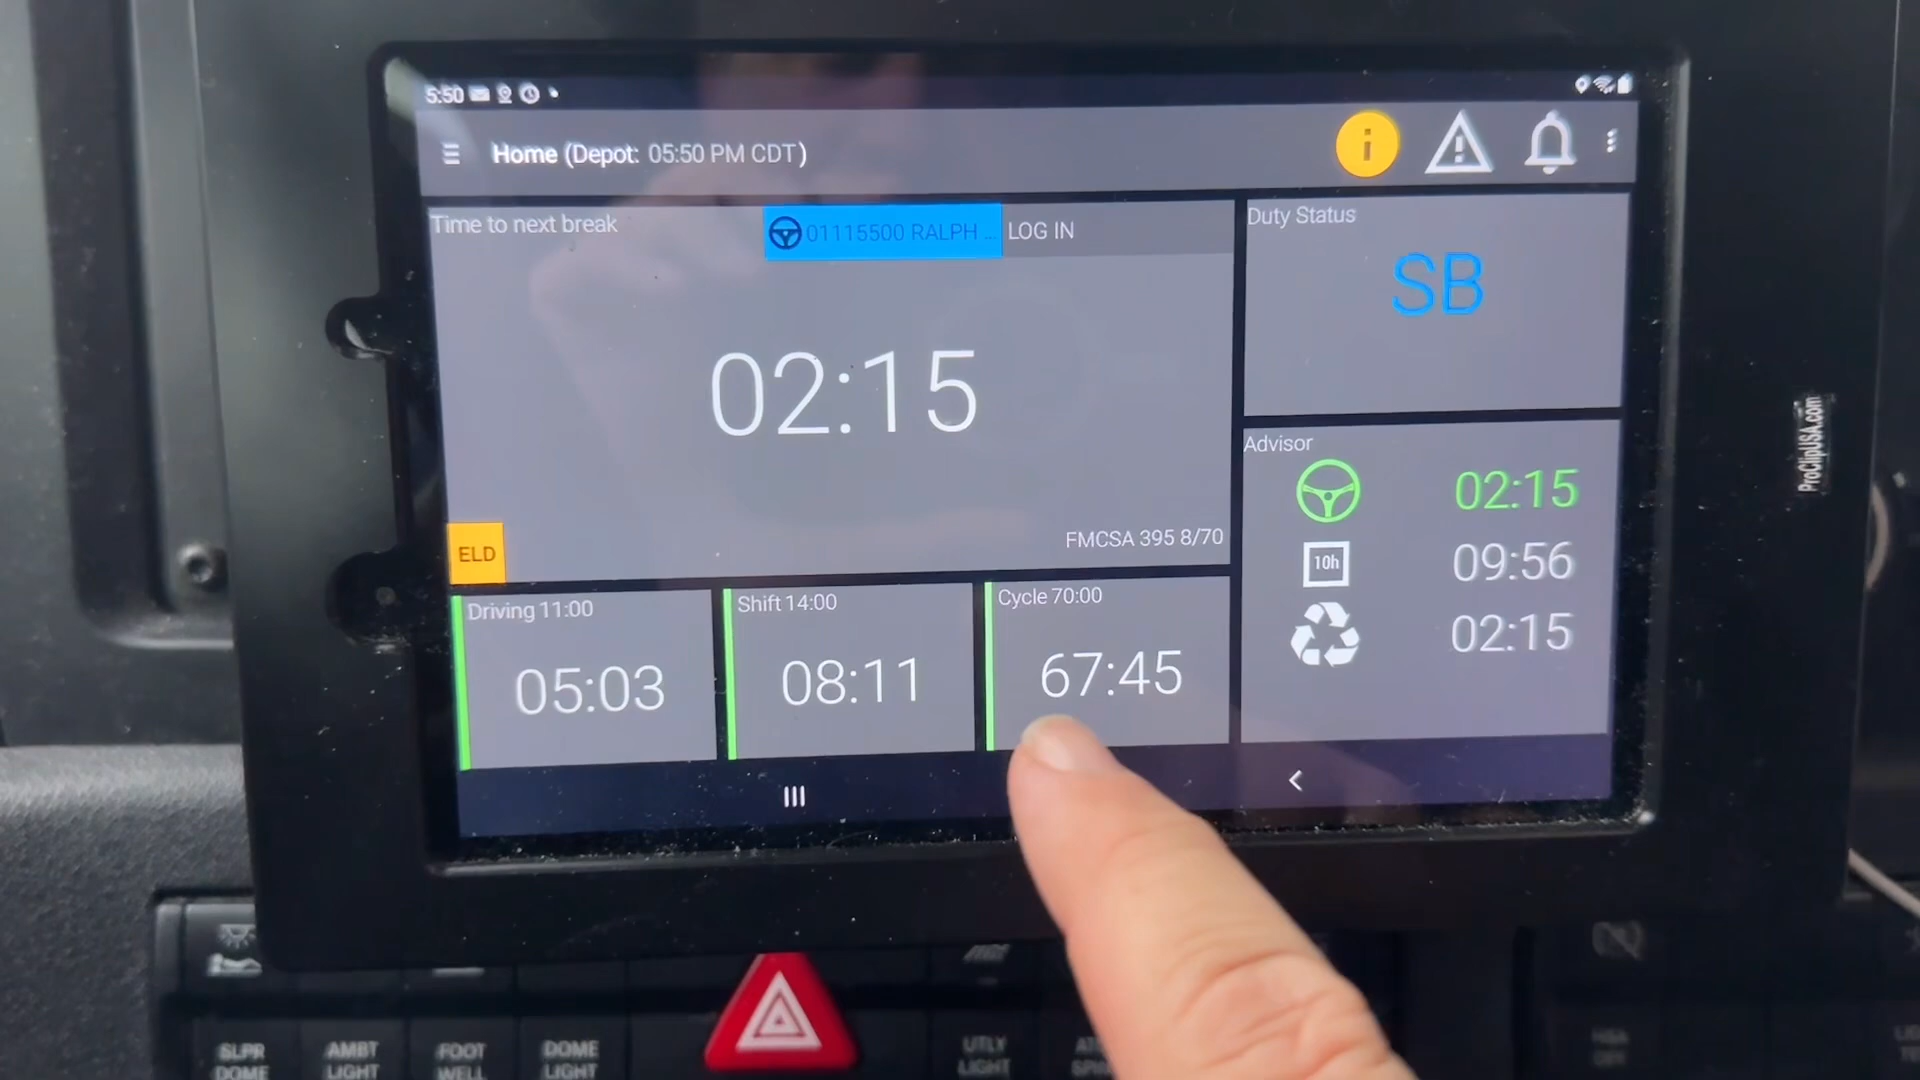 5:50
Home (Depot: 05:50 PM CDT)
Time to next break
01115500 RALPH ...
LOG IN
Duty Status
SB
02:15
Advisor
02:15
10h
09:56
02:15
ELD
FMCSA 395 8/70
Driving 11:00
05:03
Shift 14:00
08:11
Cycle 70:00
67:45
ProClipUSA.com
SLPR
DOME
AMBT
LIGHT
FOOT
WELL
DOME
LIGHT
UTLY
LIGHT